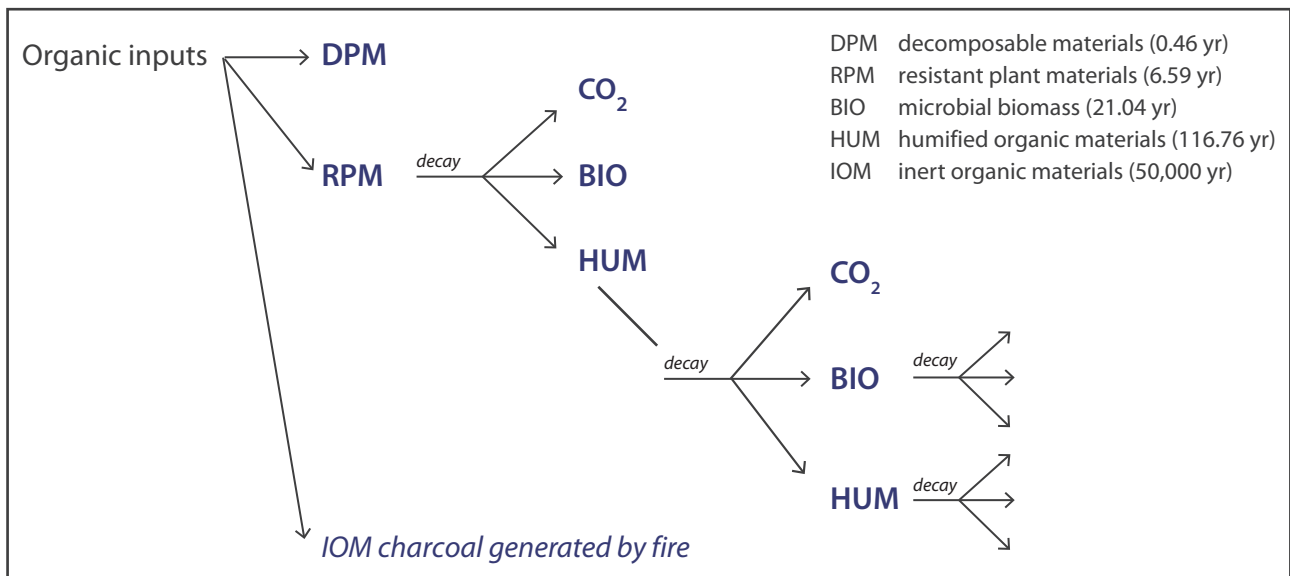 Organic inputs
DPM
RPM
decay
CO2
BIO
HUM
decay
CO2
BIO
decay
HUM
decay
IOM charcoal generated by fire
DPM decomposable materials (0.46 yr)
RPM resistant plant materials (6.59 yr)
BIO microbial biomass (21.04 yr)
HUM humified organic materials (116.76 yr)
IOM inert organic materials (50,000 yr)